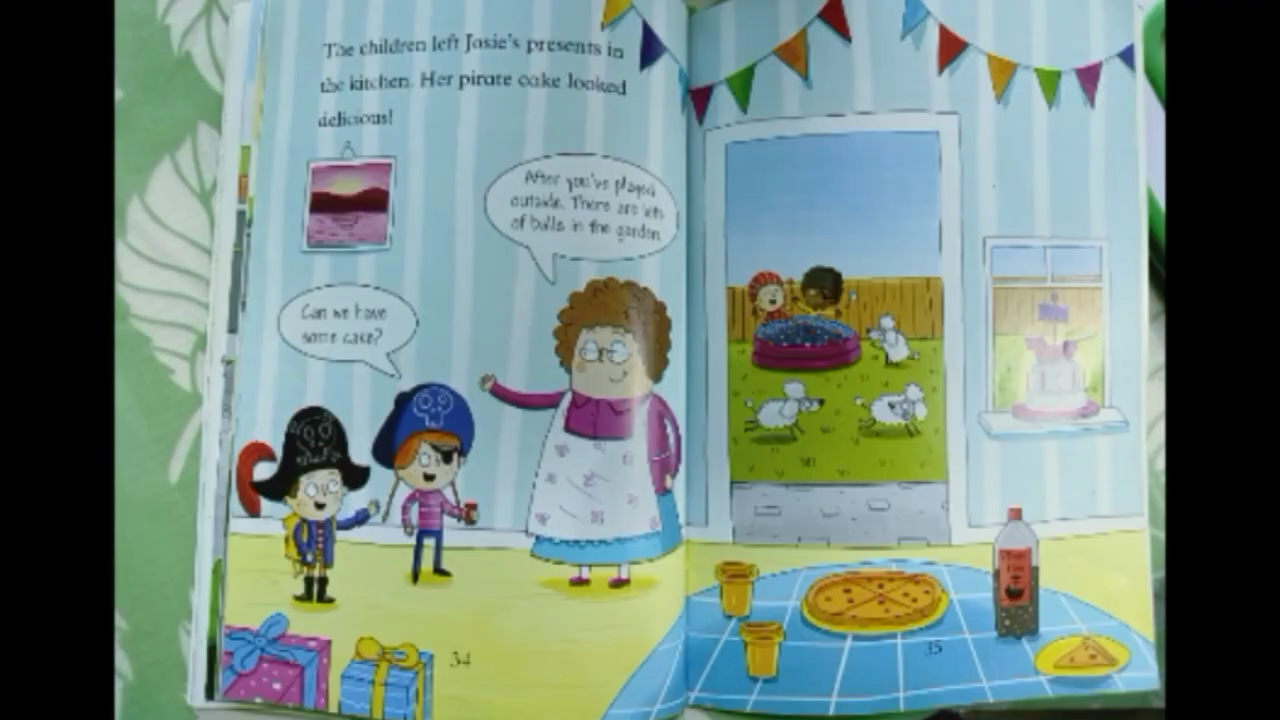 The children left Josie's presents in
the kitchen. Her pirate cake looked
delicious!
After you've played
outside. There are lots
of balls in the garden.
Can we have
some cake?
34
35